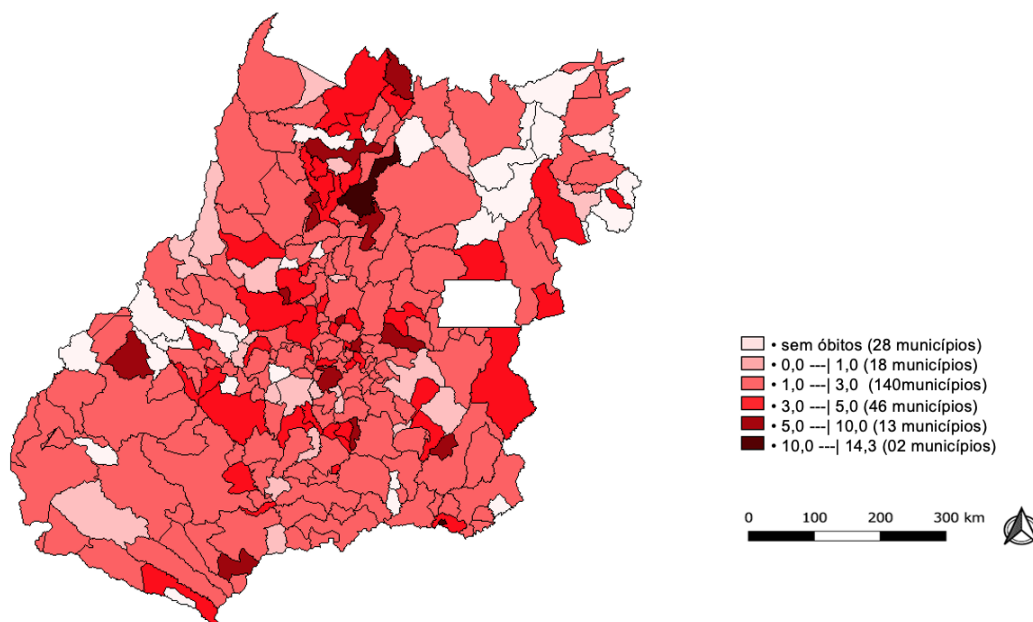 • sem óbitos (28 municípios)
• 0,0 ---| 1,0 (18 municípios)
• 1,0 ---| 3,0 (140municípios)
• 3,0 ---| 5,0 (46 municípios)
• 5,0 ---| 10,0 (13 municípios)
• 10,0 ---| 14,3 (02 municípios)
0 100 200 300 km